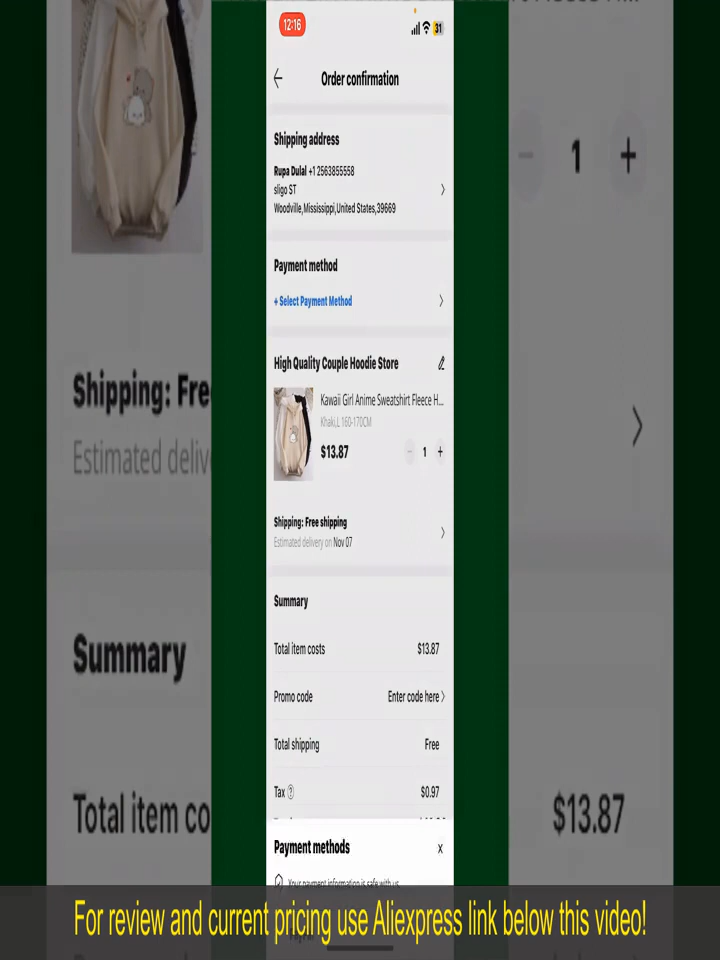 12:16
31
Order confirmation
Shipping address
Rupa Dulal +1 2563855558
sligo ST
Woodville,Mississippi,United States,39669
Payment method
+ Select Payment Method
High Quality Couple Hoodie Store
Kawaii Girl Anime Sweatshirt Fleece H...
Khaki,L 160-170CM
$13.87
1
Shipping: Free shipping
Estimated delivery on Nov 07
Summary
Total item costs $13.87
Promo code Enter code here
Total shipping Free
Tax $0.97
Payment methods x
Your payment information is safe with us
1
Shipping: Fre
Estimated deliv
Summary
Total item co
$13.87
For review and current pricing use Aliexpress link below this video!